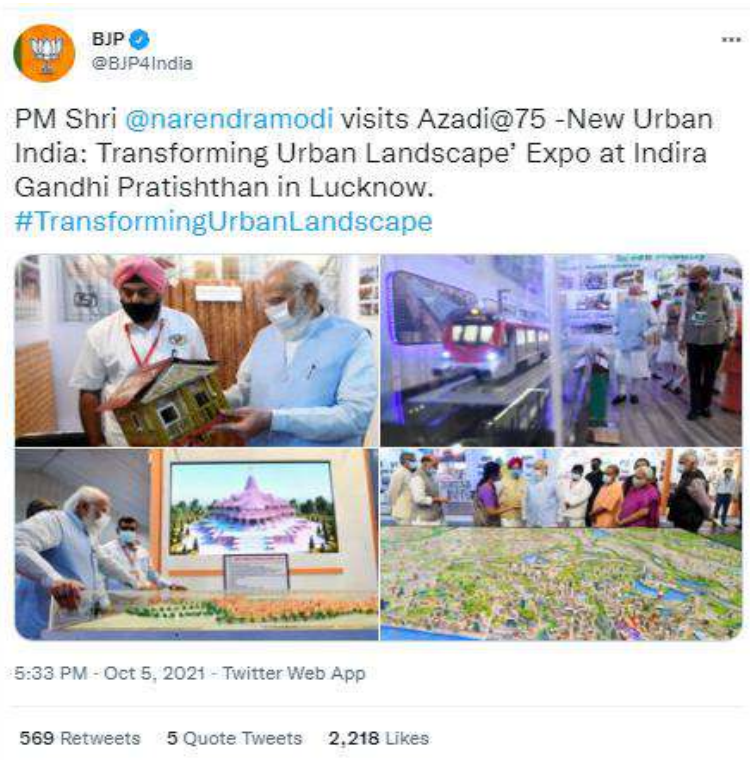 BJP
@BJP4India
PM Shri @narendramodi visits Azadi@75 -New Urban
India: Transforming Urban Landscape’ Expo at Indira
Gandhi Pratishthan in Lucknow.
#TransformingUrbanLandscape
5:33 PM · Oct 5, 2021 · Twitter Web App
569 Retweets 5 Quote Tweets 2,218 Likes